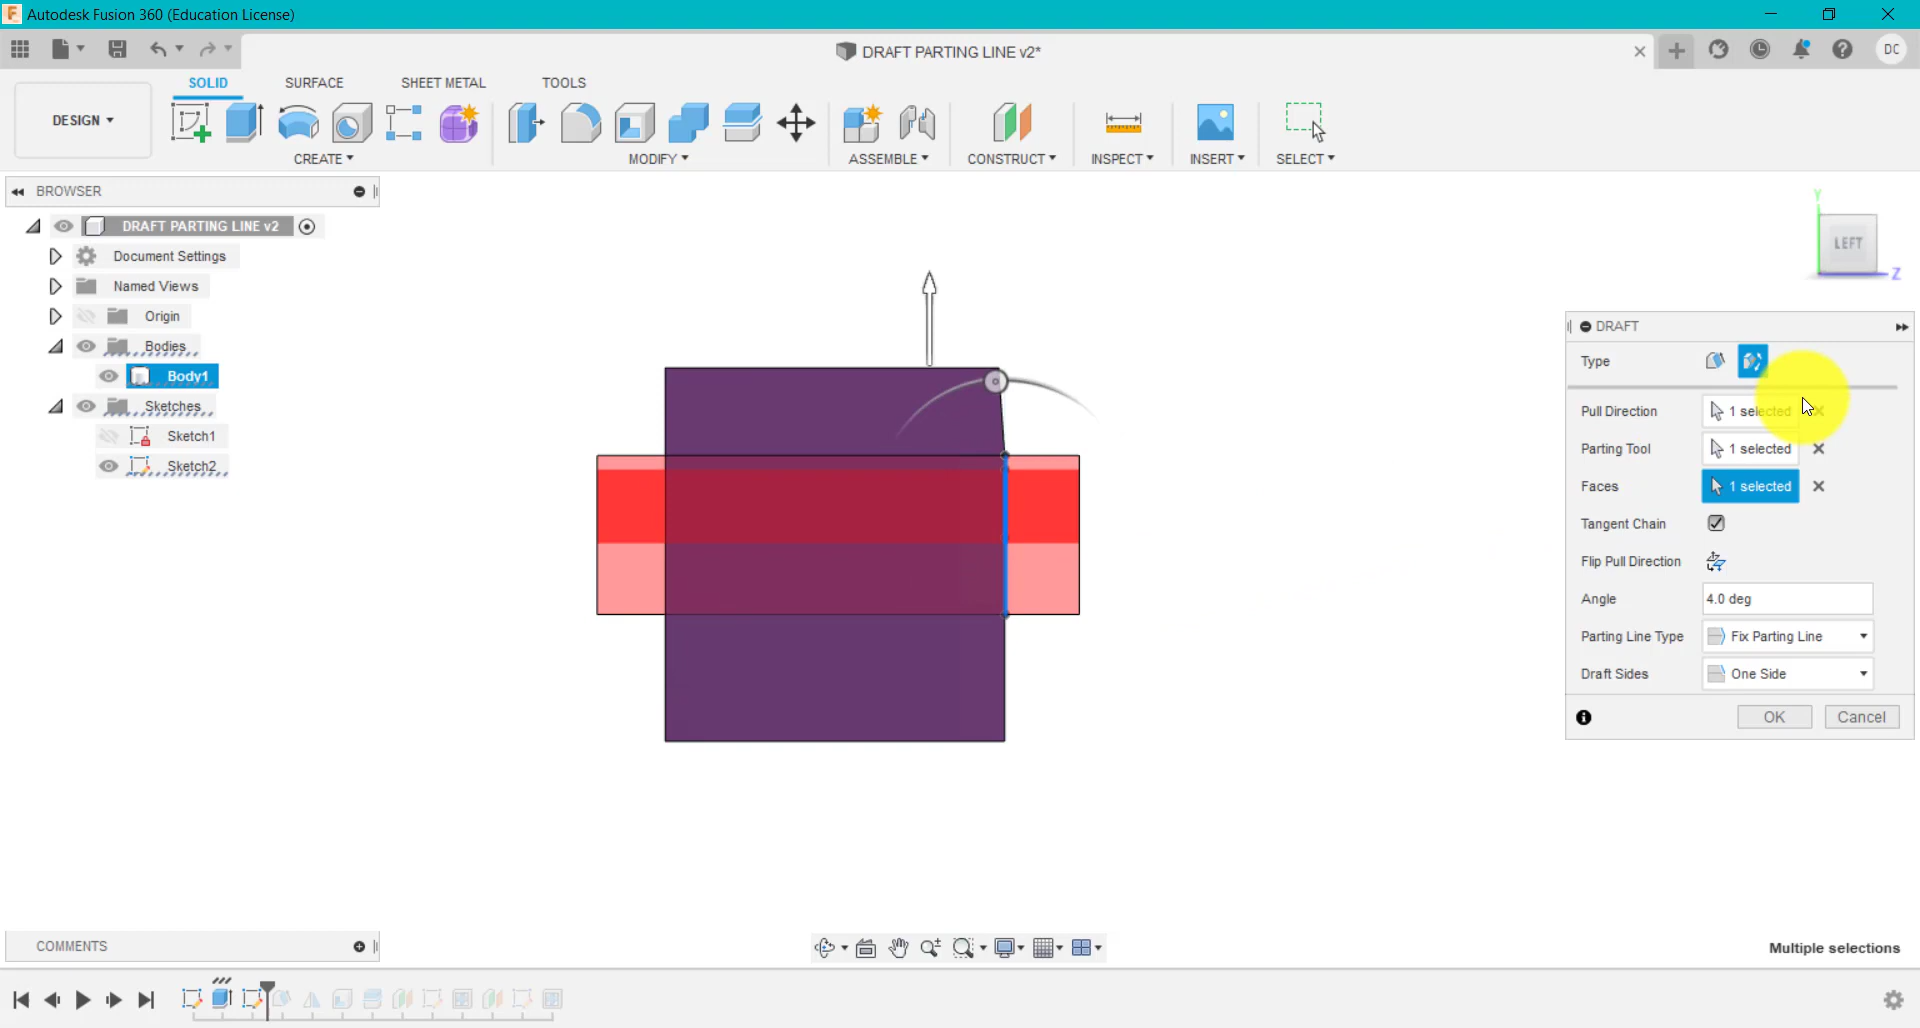 Autodesk Fusion 360 (Education License)
DRAFT PARTING LINE v2*
DC
SOLID
SURFACE
SHEET METAL
TOOLS
DESIGN
CREATE
MODIFY
ASSEMBLE
CONSTRUCT
INSPECT
INSERT
SELECT
BROWSER
DRAFT PARTING LINE v2
Document Settings
Named Views
Origin
Bodies
Body1
Sketches
Sketch1
Sketch2
Y
LEFT
Z
DRAFT
Type
Pull Direction
1 selected
Parting Tool
1 selected
Faces
1 selected
Tangent Chain
Flip Pull Direction
Angle
4.0 deg
Parting Line Type
Fix Parting Line
Draft Sides
One Side
OK
Cancel
COMMENTS
Multiple selections